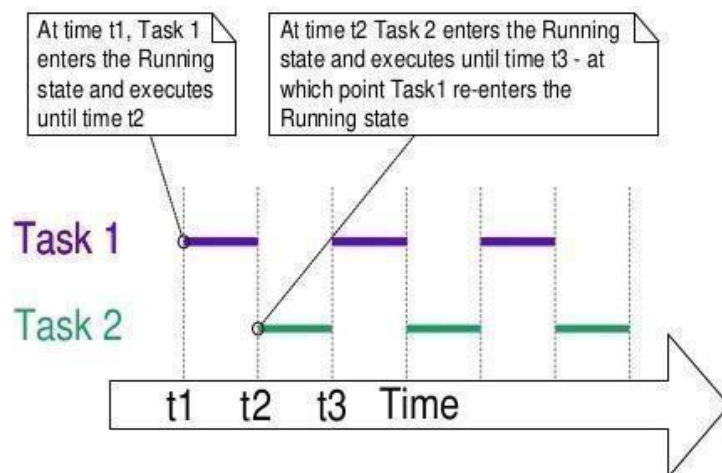 At time t1, Task 1
enters the Running
state and executes
until time t2
At time t2 Task 2 enters the Running
state and executes until time t3 - at
which point Task1 re-enters the
Running state
Task 1
Task 2
t1 t2 t3 Time